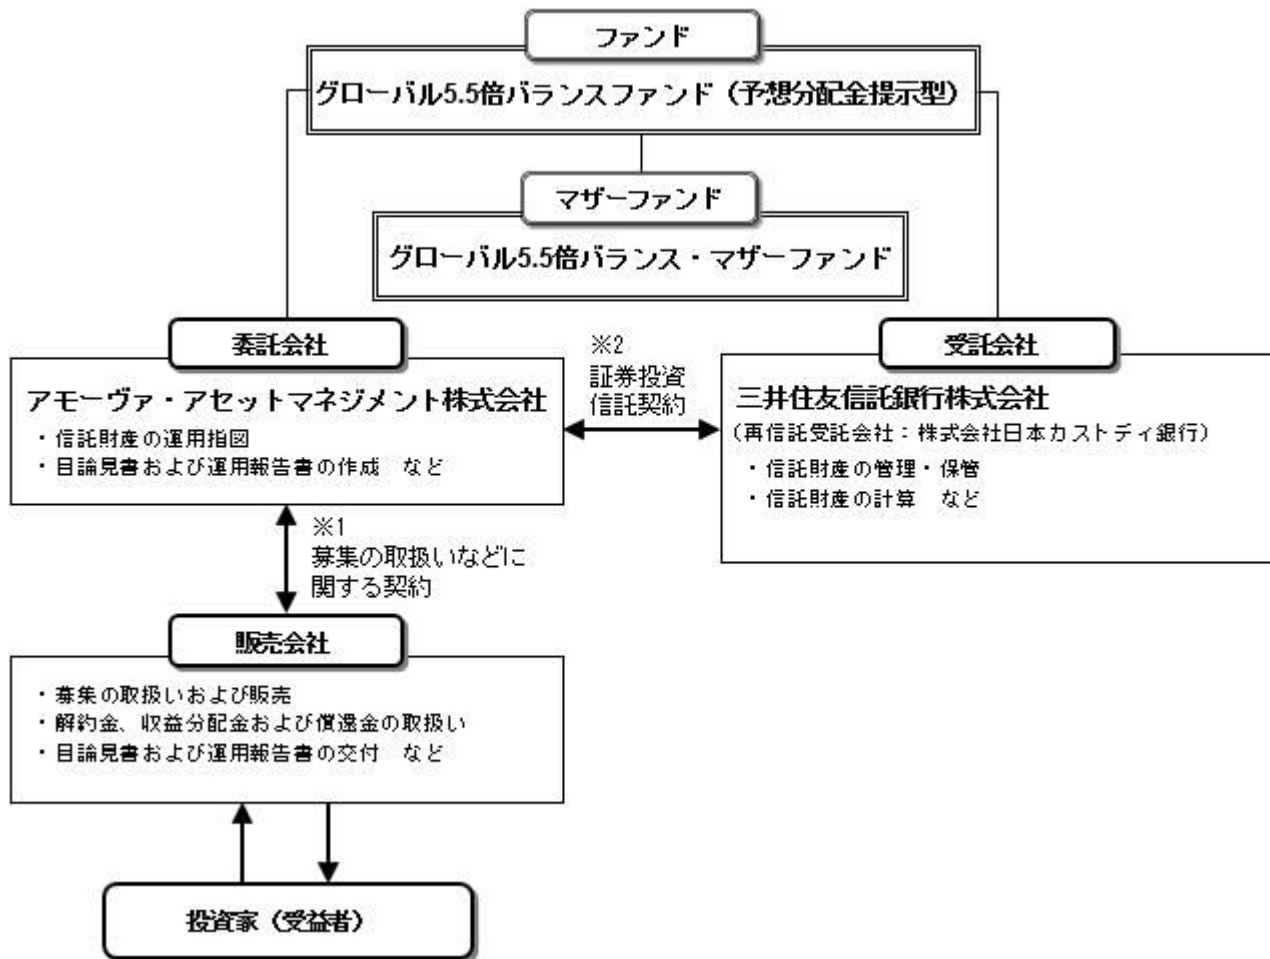 ファンド
グローバル5.5倍バランスファンド（予想分配金提示型）
マザーファンド
グローバル5.5倍バランス・マザーファンド
委託会社
アモーヴァ・アセットマネジメント株式会社
・信託財産の運用指図
・目論見書および運用報告書の作成　など
※2
証券投資
信託契約
受託会社
三井住友信託銀行株式会社
（再信託受託会社：株式会社日本カストディ銀行）
・信託財産の管理・保管
・信託財産の計算　など
※1
募集の取扱いなどに
関する契約
販売会社
・募集の取扱いおよび販売
・解約金、収益分配金および償還金の取扱い
・目論見書および運用報告書の交付　など
投資家（受益者）